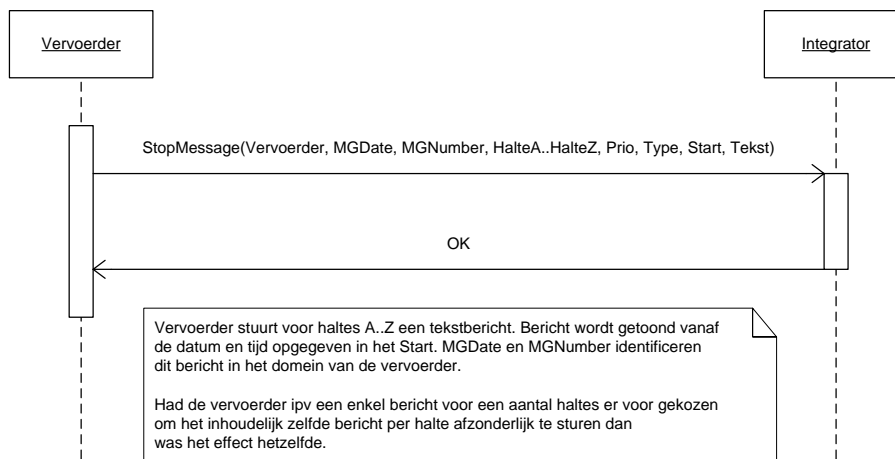 Vervoerder
Integrator
StopMessage(Vervoerder, MGDate, MGNumber, HalteA..HalteZ, Prio, Type, Start, Tekst)
OK
Vervoerder stuurt voor haltes A..Z een tekstbericht. Bericht wordt getoond vanaf
de datum en tijd opgegeven in het Start. MGDate en MGNumber identificeren
dit bericht in het domein van de vervoerder.
Had de vervoerder ipv een enkel bericht voor een aantal haltes er voor gekozen
om het inhoudelijk zelfde bericht per halte afzonderlijk te sturen dan
was het effect hetzelfde.